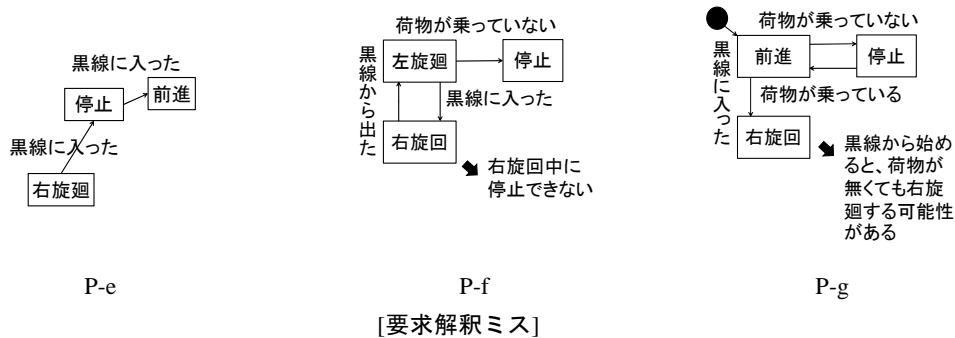 黒線に入った
停止
前進
黒線に入った
右旋廻
P-e
荷物が乗っていない
黒線から出た
左旋廻
停止
黒線に入った
右旋回
右旋回中に
停止できない
P-f
荷物が乗っていない
黒線に入った
前進
停止
荷物が乗っている
右旋回
黒線から始め
ると、荷物が
無くても右旋
廻する可能性
がある
P-g
[要求解釈ミス]